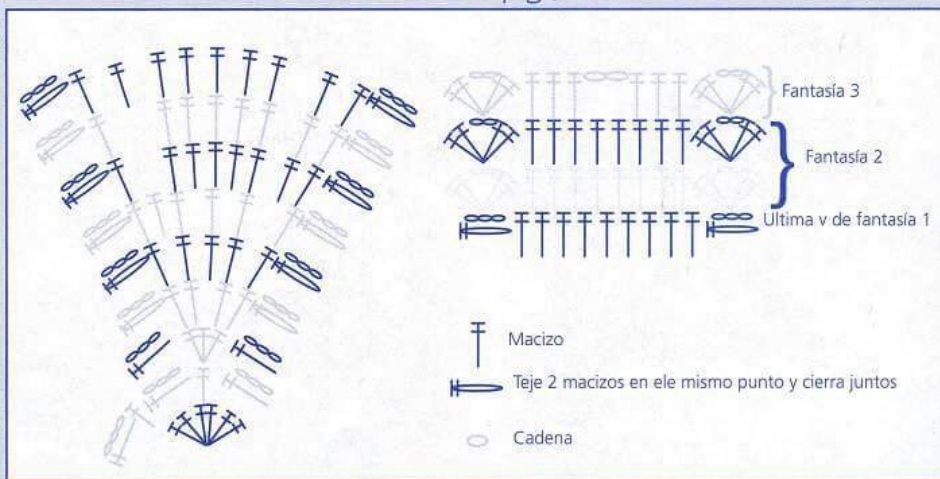 Fantasía 3
Fantasía 2
Ultima v de fantasía 1
Macizo
Teje 2 macizos en ele mismo punto y cierra juntos
Cadena